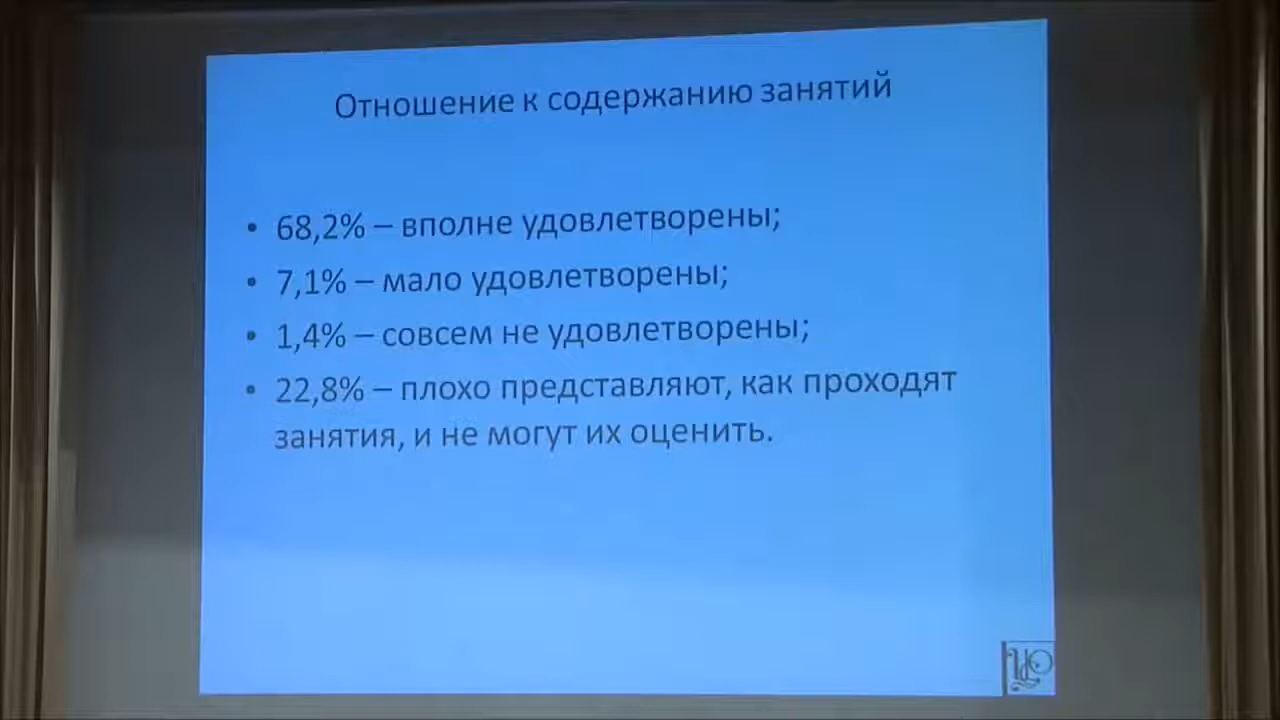 Отношение к содержанию занятий
• 68,2% – вполне удовлетворены;
• 7,1% – мало удовлетворены;
• 1,4% – совсем не удовлетворены;
• 22,8% – плохо представляют, как проходят
занятия, и не могут их оценить.